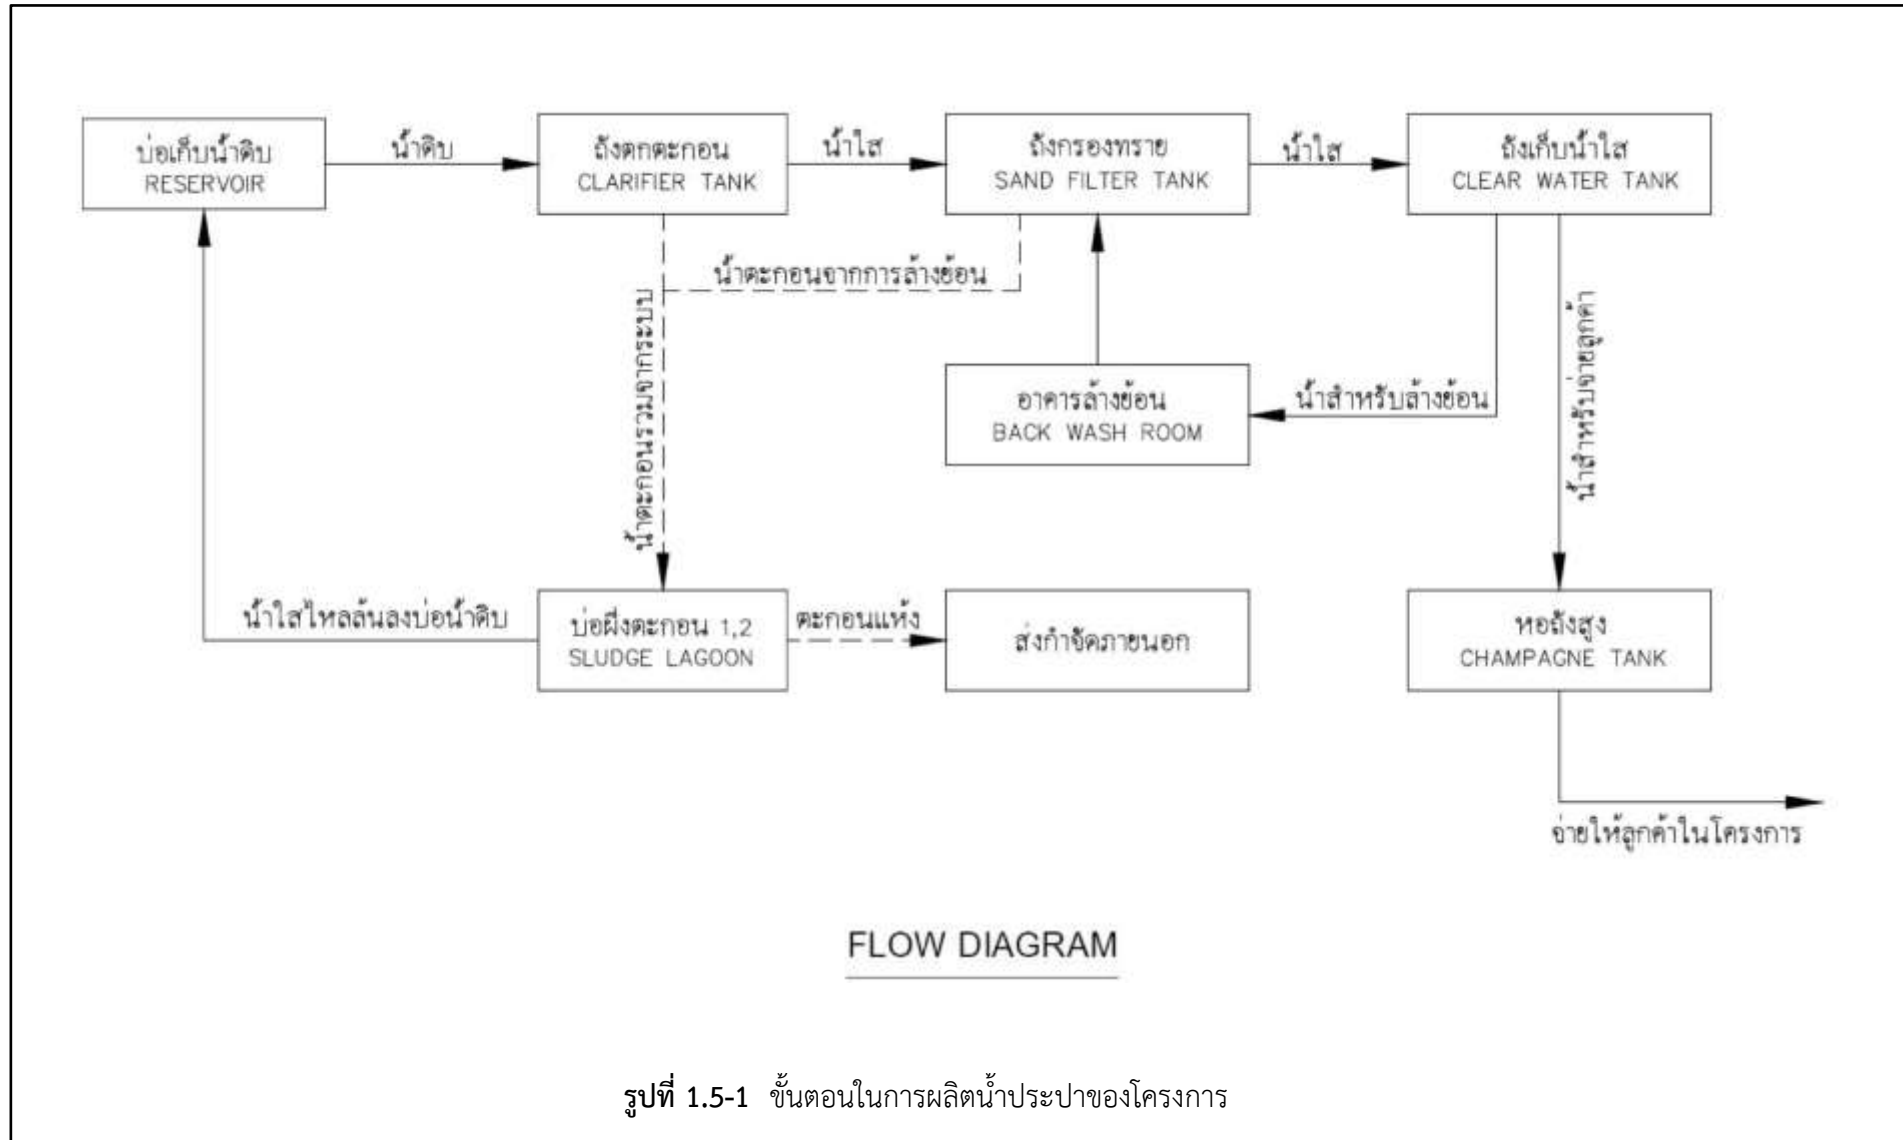 บ่อเก็บน้ำดิบ
RESERVOIR
น้ำดิบ
ถังตกตะกอน
CLARIFIER TANK
น้ำใส
ถังกรองทราย
SAND FILTER TANK
น้ำใส
ถังเก็บน้ำใส
CLEAR WATER TANK
น้ำตะกอนจากการล้างย้อน
น้ำตะกอนรวมจากระบบ
อาคารล้างย้อน
BACK WASH ROOM
น้ำสำหรับล้างย้อน
น้ำสำหรับจ่ายลูกค้า
น้ำใสไหลล้นลงบ่อน้ำดิบ
บ่อผึ่งตะกอน 1,2
SLUDGE LAGOON
ตะกอนแห้ง
ส่งกำจัดภายนอก
หอถังสูง
CHAMPAGNE TANK
จ่ายให้ลูกค้าในโครงการ
FLOW DIAGRAM
รูปที่ 1.5-1 ขั้นตอนในการผลิตน้ำประปาของโครงการ